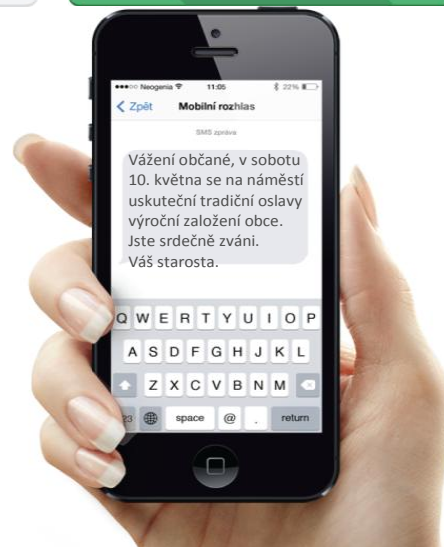 Neogenia 11:05 22%
Zpět Mobilní rozhlas
SMS zpráva
Vážení občané, v sobotu
10. května se na náměstí
uskuteční tradiční oslavy
výroční založení obce.
Jste srdečně zváni.
Váš starosta.
Q W E R T Y U I O P
A S D F G H J K L
Z X C V B N M
23 space @ . return